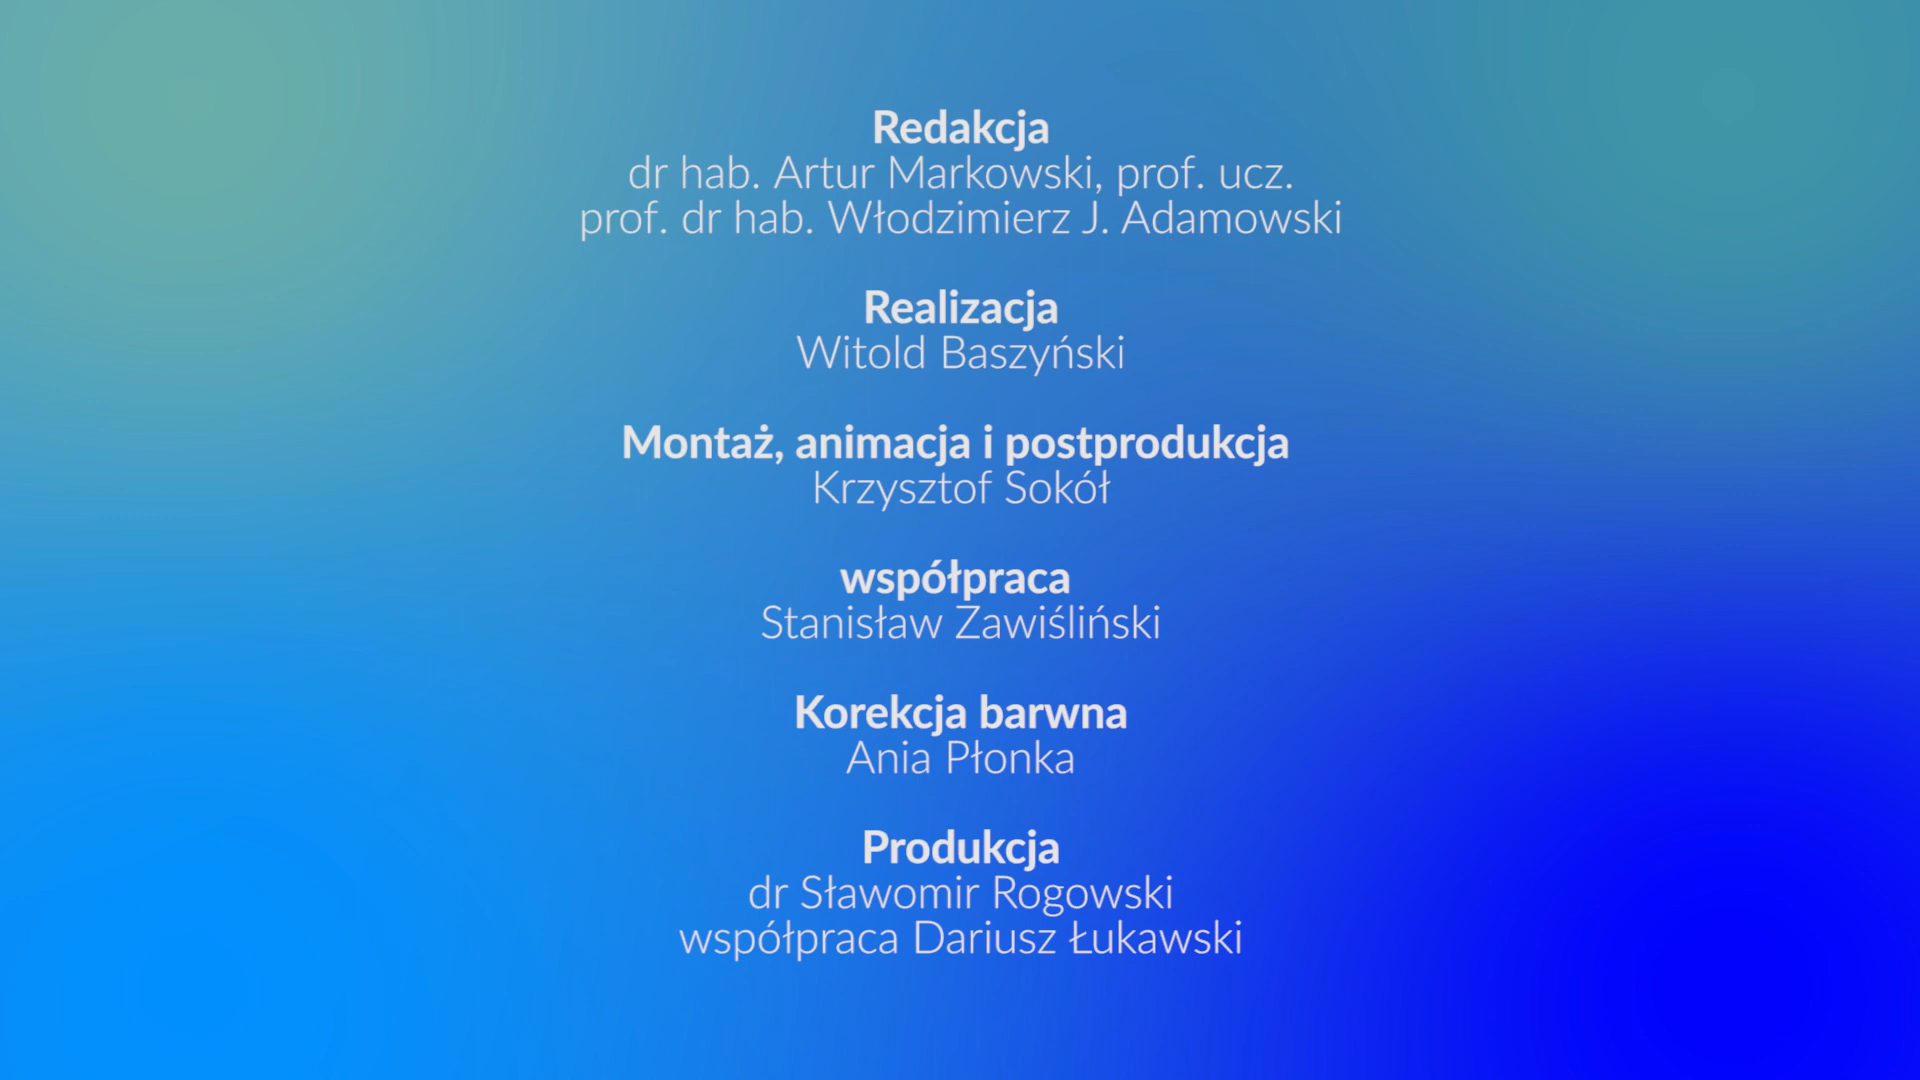 Redakcja
dr hab. Artur Markowski, prof. ucz.
prof. dr hab. Włodzimierz J. Adamowski
Realizacja
Witold Baszyński
Montaż, animacja i postprodukcja
Krzysztof Sokół
współpraca
Stanisław Zawiśliński
Korekcja barwna
Ania Płonka
Produkcja
dr Sławomir Rogowski
współpraca Dariusz Łukawski